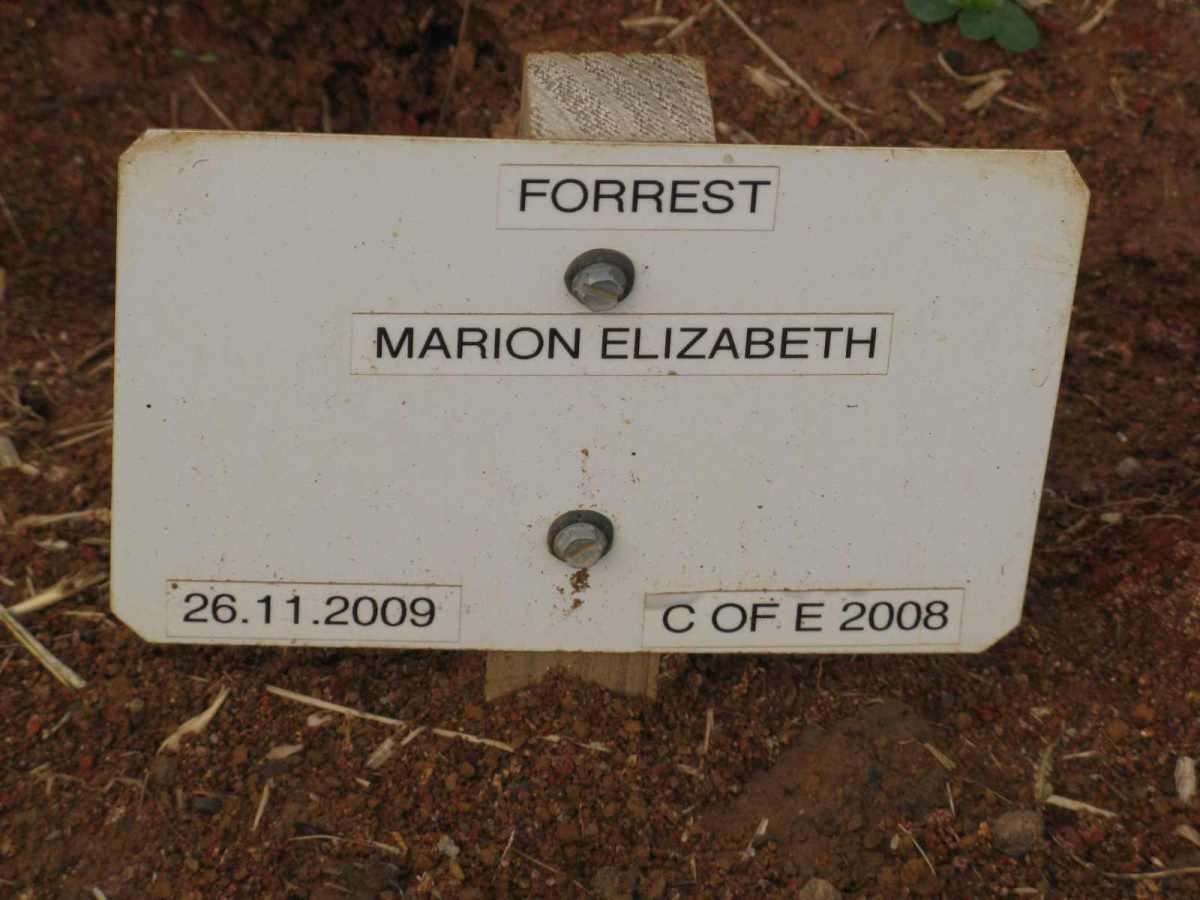 FORREST
MARION ELIZABETH
26.11.2009
C OF E 2008